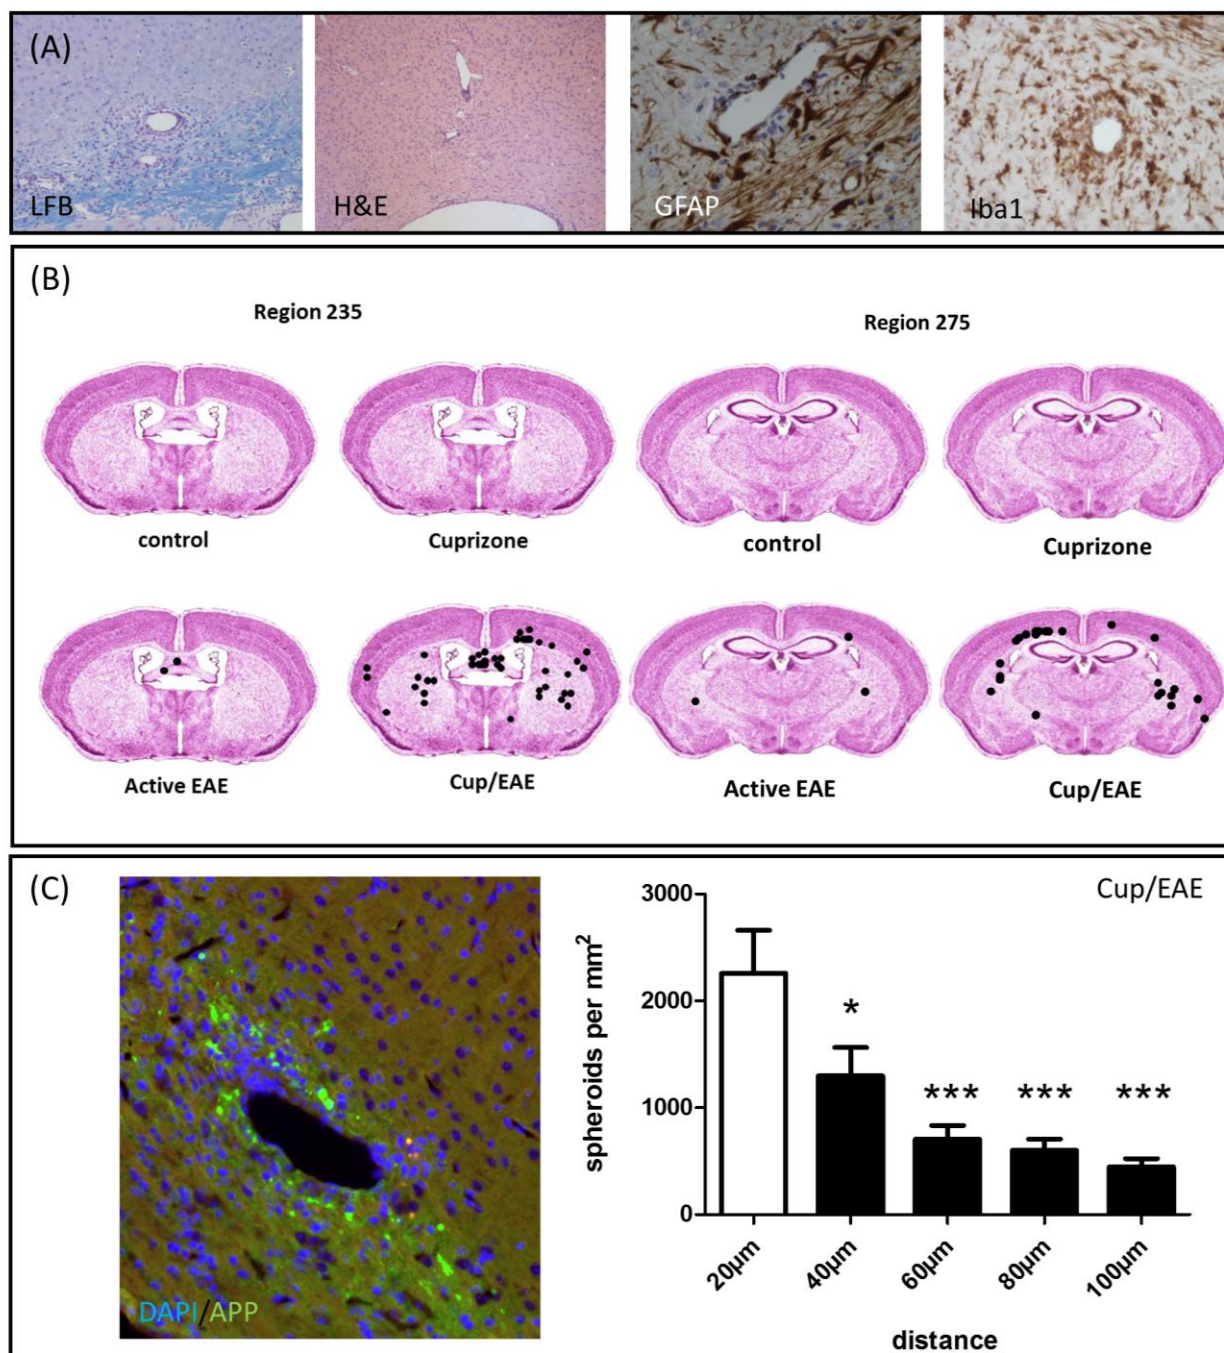 (A)
LFB
H&E
GFAP
Iba1
(B)
Region 235
Region 275
control
Cuprizone
control
Cuprizone
Active EAE
Cup/EAE
Active EAE
Cup/EAE
(C)
DAPI/APP
Cup/EAE
spheroids per mm²
3000
2000
1000
0
*
***
***
***
20µm
40µm
60µm
80µm
100µm
distance